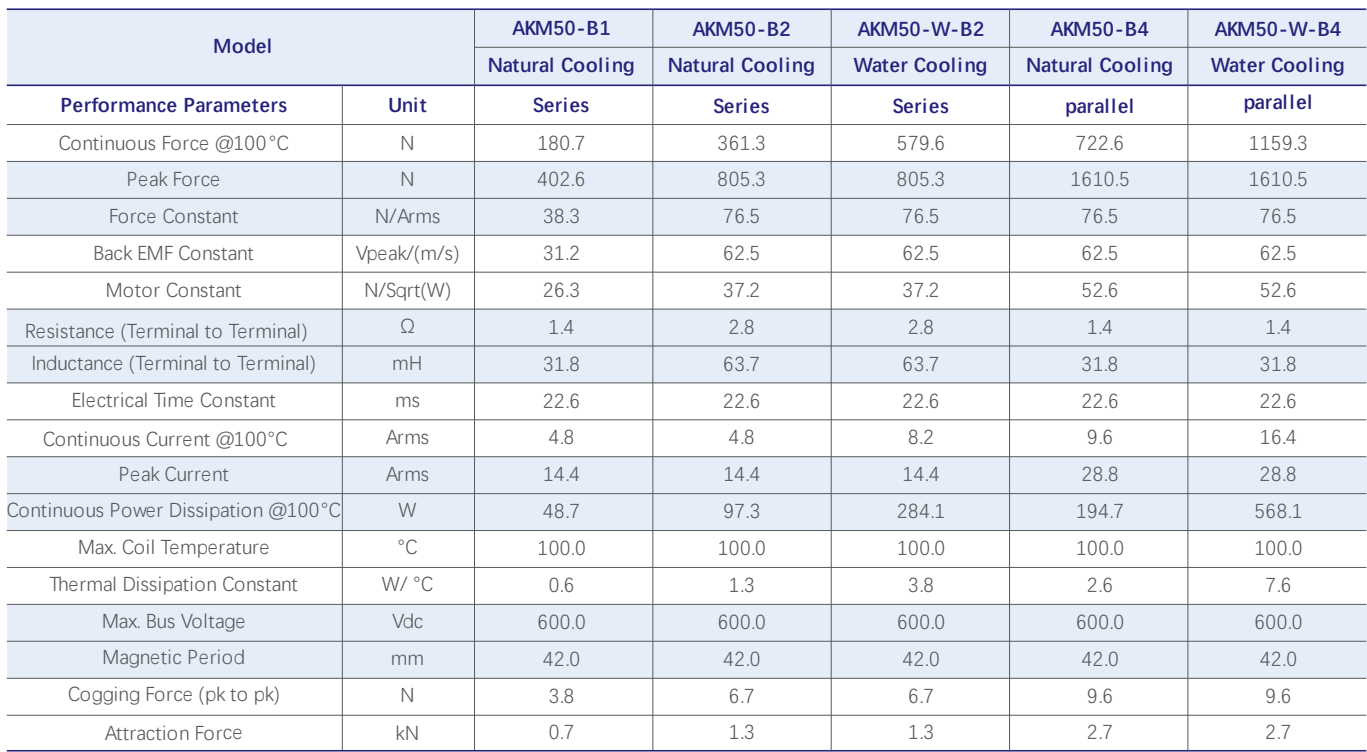 Model AKM50-B1 AKM50-B2 AKM50-W-B2 AKM50-B4 AKM50-W-B4
Natural Cooling Natural Cooling Water Cooling Natural Cooling Water Cooling
Performance Parameters Unit Series Series Series parallel parallel
Continuous Force @100°C N 180.7 361.3 579.6 722.6 1159.3
Peak Force N 402.6 805.3 805.3 1610.5 1610.5
Force Constant N/Arms 38.3 76.5 76.5 76.5 76.5
Back EMF Constant Vpeak/(m/s) 31.2 62.5 62.5 62.5 62.5
Motor Constant N/Sqrt(W) 26.3 37.2 37.2 52.6 52.6
Resistance (Terminal to Terminal) Ω 1.4 2.8 2.8 1.4 1.4
Inductance (Terminal to Terminal) mH 31.8 63.7 63.7 31.8 31.8
Electrical Time Constant ms 22.6 22.6 22.6 22.6 22.6
Continuous Current @100°C Arms 4.8 4.8 8.2 9.6 16.4
Peak Current Arms 14.4 14.4 14.4 28.8 28.8
Continuous Power Dissipation @100°C W 48.7 97.3 284.1 194.7 568.1
Max. Coil Temperature °C 100.0 100.0 100.0 100.0 100.0
Thermal Dissipation Constant W/ °C 0.6 1.3 3.8 2.6 7.6
Max. Bus Voltage Vdc 600.0 600.0 600.0 600.0 600.0
Magnetic Period mm 42.0 42.0 42.0 42.0 42.0
Cogging Force (pk to pk) N 3.8 6.7 6.7 9.6 9.6
Attraction Force kN 0.7 1.3 1.3 2.7 2.7